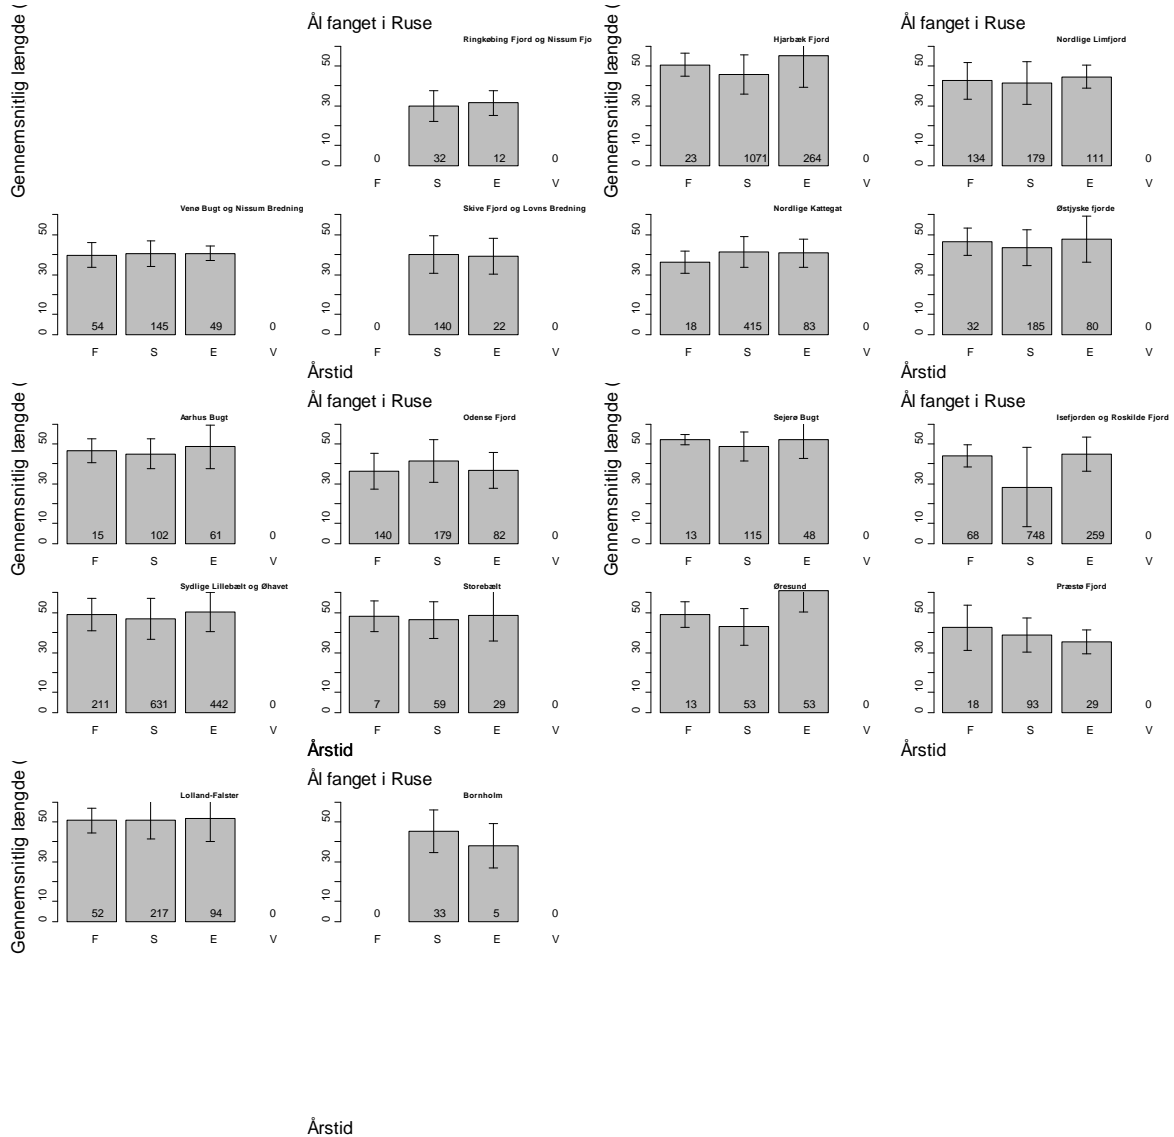 Gennemsnitlig længde (
Ål fanget i Ruse
Ringkøbing Fjord og Nissum Fjo
0 10 30 50
0 32 12 0
F S E V
Gennemsnitlig længde (
Hjarbæk Fjord
0 10 30 50
23 1071 264 0
F S E V
Ål fanget i Ruse
Nordlige Limfjord
0 10 30 50
134 179 111 0
F S E V
Venø Bugt og Nissum Bredning
0 10 30 50
54 145 49 0
F S E V
Skive Fjord og Lovns Bredning
0 10 30 50
0 140 22 0
F S E V
Årstid
Nordlige Kattegat
0 10 30 50
18 415 83 0
F S E V
Østjyske fjorde
0 10 30 50
32 185 80 0
F S E V
Årstid
Gennemsnitlig længde (
Aarhus Bugt
0 10 30 50
15 102 61 0
F S E V
Ål fanget i Ruse
Odense Fjord
0 10 30 50
140 179 82 0
F S E V
Gennemsnitlig længde (
Sejerø Bugt
0 10 30 50
13 115 48 0
F S E V
Ål fanget i Ruse
Isefjorden og Roskilde Fjord
0 10 30 50
68 748 259 0
F S E V
Sydlige Lillebælt og Øhavet
0 10 30 50
211 631 442 0
F S E V
Storebælt
0 10 30 50
7 59 29 0
F S E V
Årstid
Øresund
0 10 30 50
13 53 53 0
F S E V
Præstø Fjord
0 10 30 50
18 93 29 0
F S E V
Årstid
Gennemsnitlig længde (
Lolland-Falster
0 10 30 50
52 217 94 0
F S E V
Ål fanget i Ruse
Bornholm
0 10 30 50
0 33 5 0
F S E V
Årstid